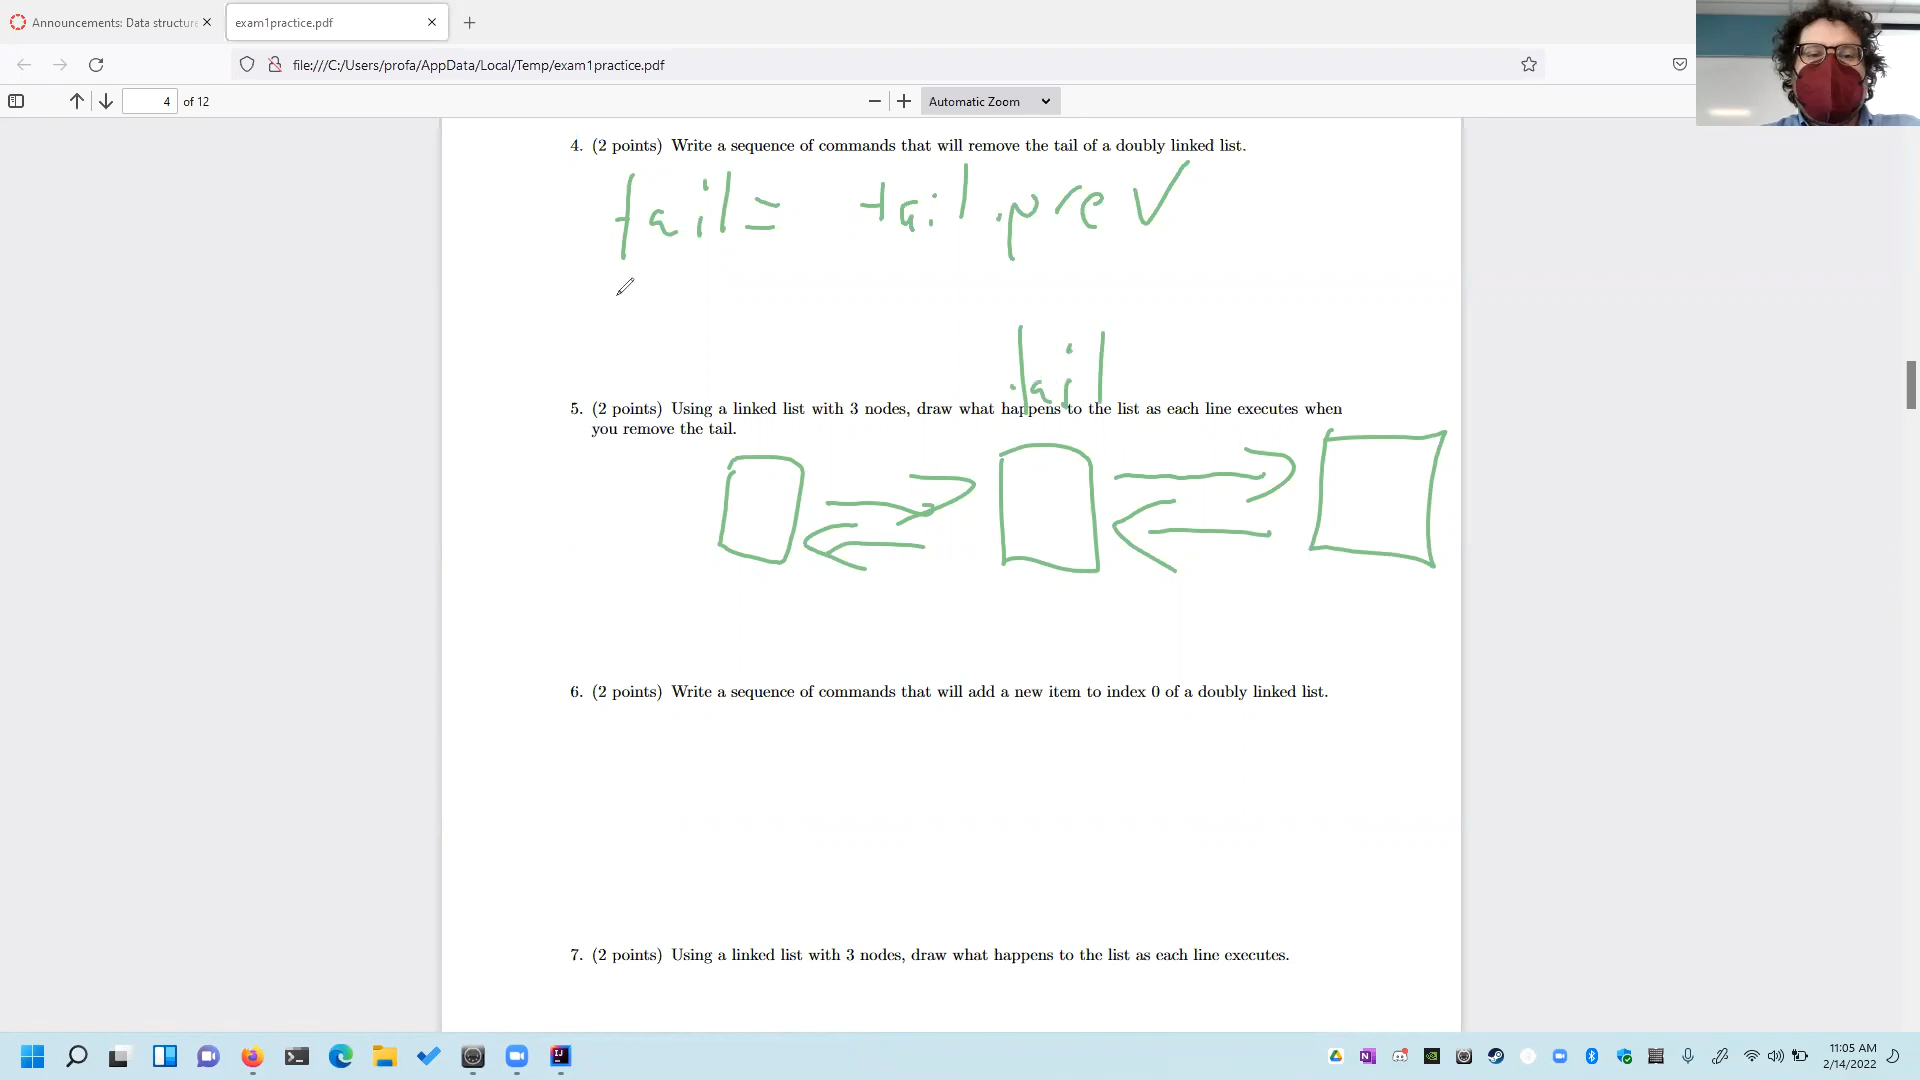 Announcements: Data structure
exam1practice.pdf
file:///C:/Users/profa/AppData/Local/Temp/exam1practice.pdf
4 of 12
Automatic Zoom
4. (2 points) Write a sequence of commands that will remove the tail of a doubly linked list.
tail = tail.prev
tail
5. (2 points) Using a linked list with 3 nodes, draw what happens to the list as each line executes when
you remove the tail.
6. (2 points) Write a sequence of commands that will add a new item to index 0 of a doubly linked list.
7. (2 points) Using a linked list with 3 nodes, draw what happens to the list as each line executes.
11:05 AM
2/14/2022